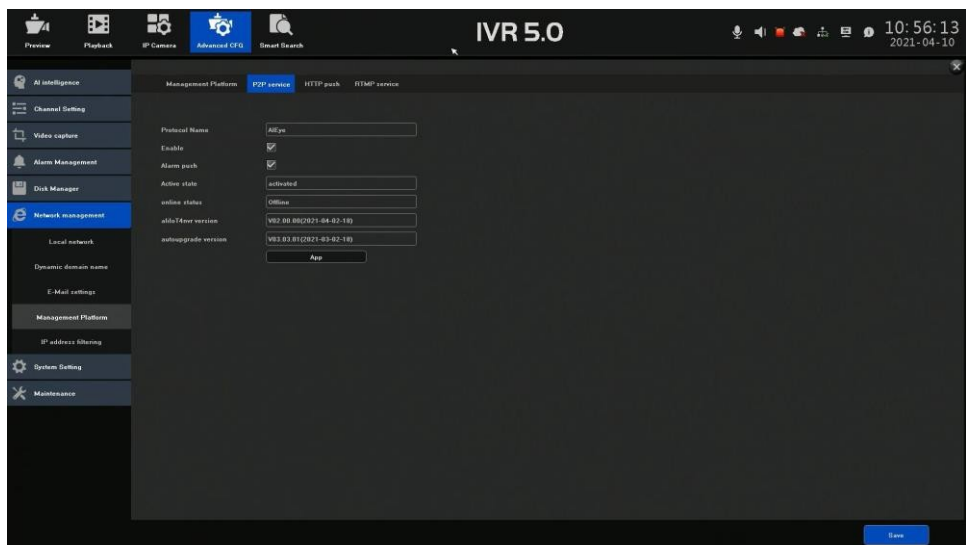 IVR 5.0
10:56:13
2021-04-10
Preview
Playback
IP Camera
Advanced CFG
Smart Search
AI intelligence
Channel Setting
Video capture
Alarm Management
Disk Manager
Network management
Local network
Dynamic domain name
E-Mail settings
Management Platform
IP address filtering
System Setting
Maintenance
Management Platform
P2P service
HTTP push
RTMP service
Protocol Name
AIEye
Enable
Alarm push
Active state
activated
online status
Offline
version
V02.00.00(2021-04-02-18)
autoupgrade version
V03.03.01(2021-03-02-18)
App
Save